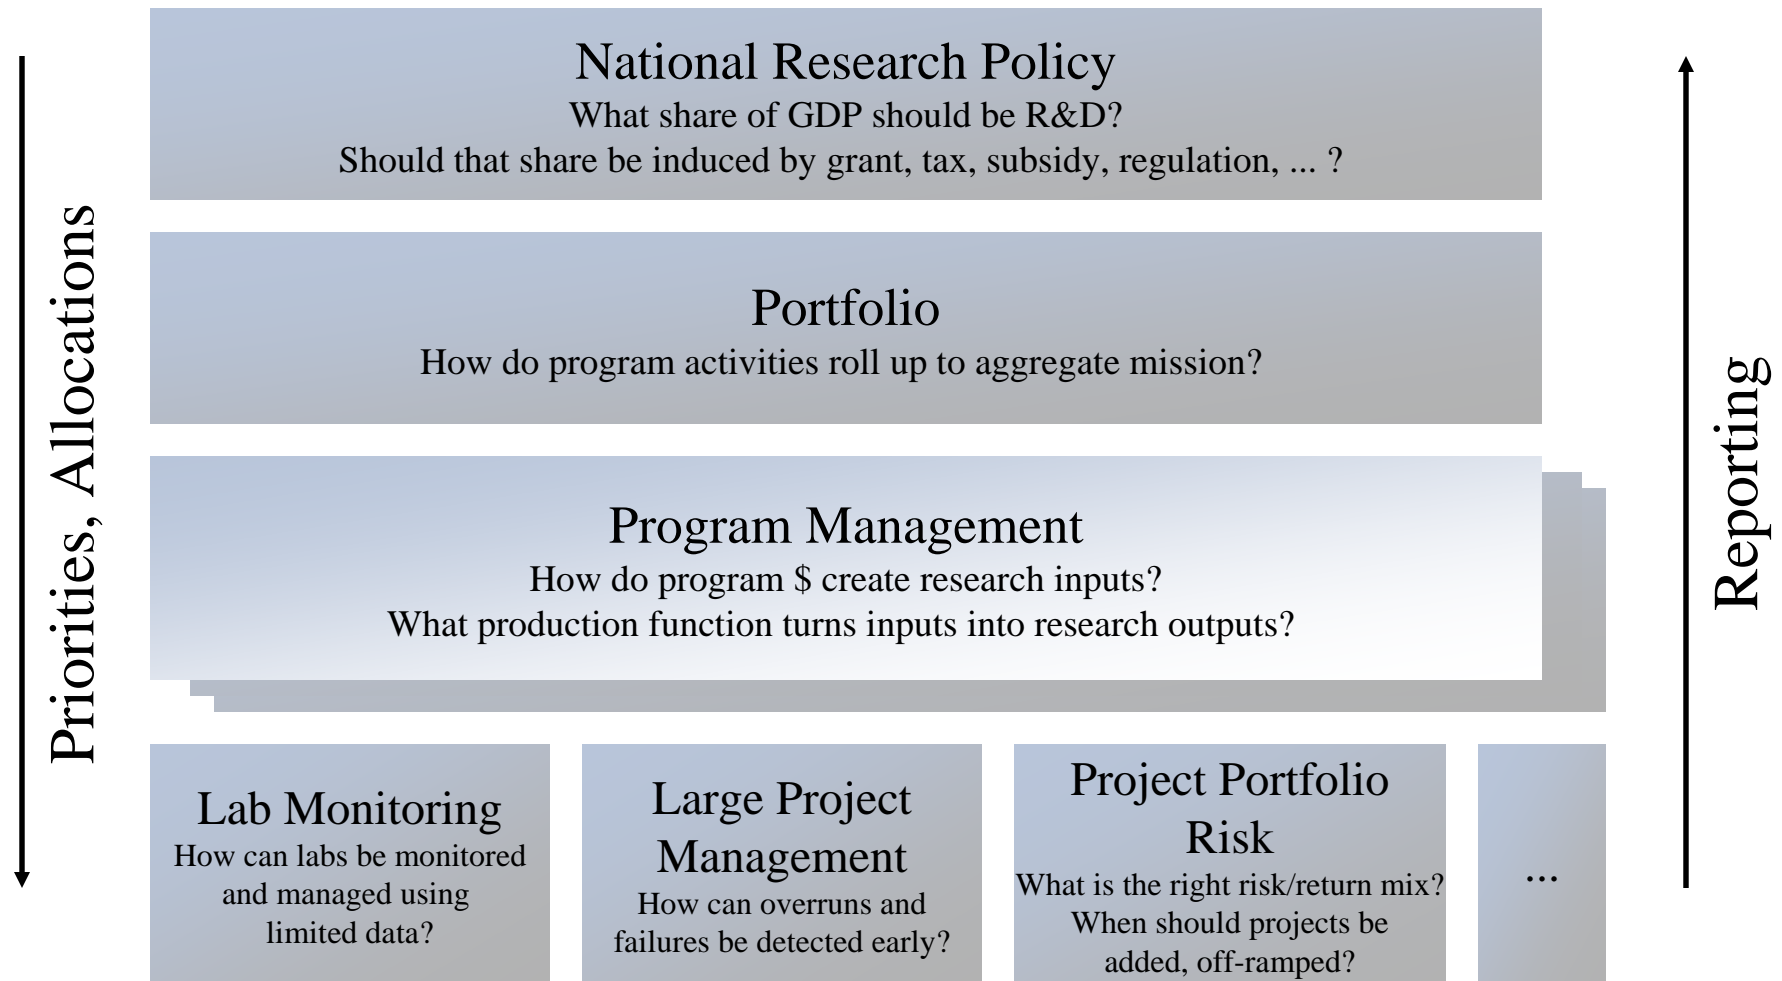 Priorities, Allocations
National Research Policy
What share of GDP should be R&D?
Should that share be induced by grant, tax, subsidy, regulation, ... ?
Portfolio
How do program activities roll up to aggregate mission?
Program Management
How do program $ create research inputs?
What production function turns inputs into research outputs?
Lab Monitoring
How can labs be monitored
and managed using
limited data?
Large Project
Management
How can overruns and
failures be detected early?
Project Portfolio
Risk
What is the right risk/return mix?
When should projects be
added, off-ramped?
...
Reporting